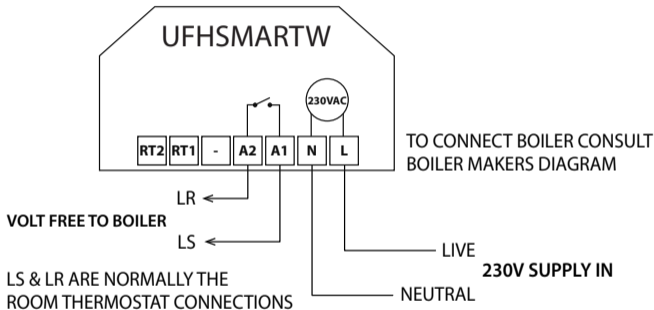 UFHSMARTW
230VAC
RT2 RT1 - A2 A1 N L
TO CONNECT BOILER CONSULT
BOILER MAKERS DIAGRAM
LR
VOLT FREE TO BOILER
LS
LIVE
230V SUPPLY IN
NEUTRAL
LS & LR ARE NORMALLY THE
ROOM THERMOSTAT CONNECTIONS